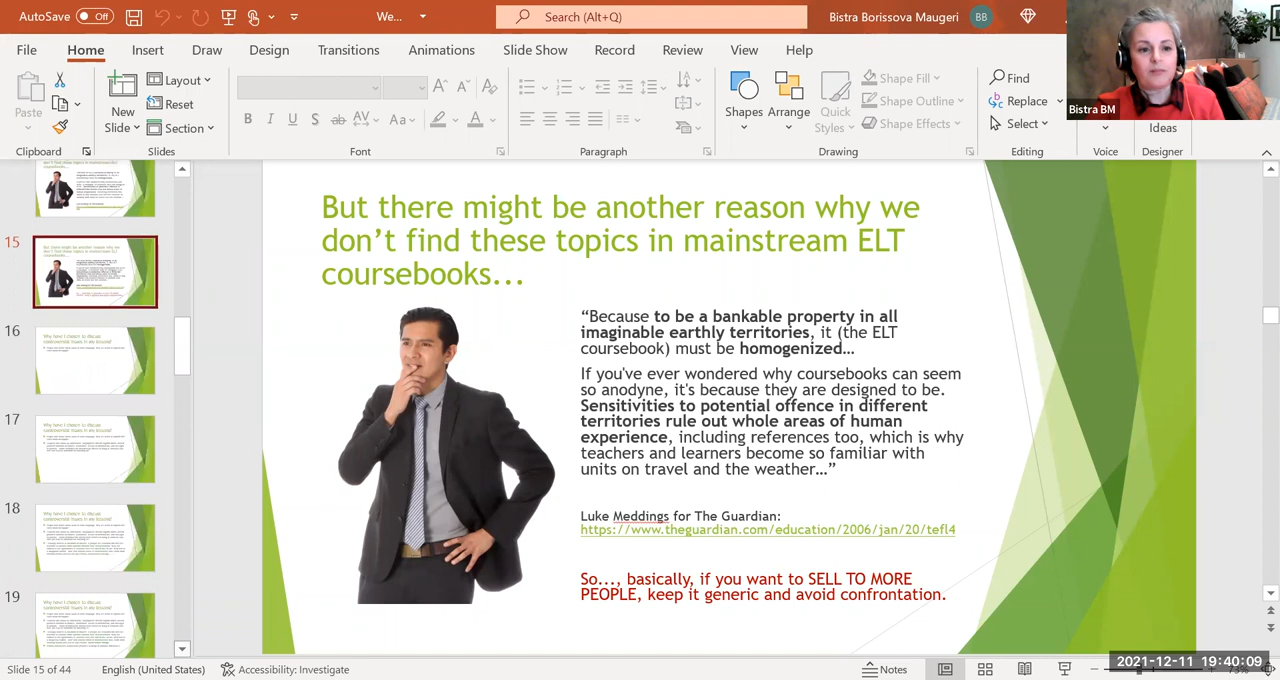 AutoSave Off We... Search (Alt+Q) Bistra Borissova Maugeri BB
File Home Insert Draw Design Transitions Animations Slide Show Record Review View Help
Paste
Clipboard
New
Slide
Layout
Reset
Section
Slides
B I U S ab AV Aa A
Font
Paragraph
Shapes
Arrange
Quick
Styles
Shape Fill
Shape Outline
Shape Effects
Drawing
Find
Replace
Select
Editing
Voice
Ideas
Designer
Bistra BM
15
16
17
18
19
But there might be another reason why we
don't find these topics in mainstream ELT
coursebooks...
“Because to be a bankable property in all
imaginable earthly territories, it (the ELT
coursebook) must be homogenized…
If you've ever wondered why coursebooks can seem
so anodyne, it's because they are designed to be.
Sensitivities to potential offence in different
territories rule out whole areas of human
experience, including references too, which is why
teachers and learners become so familiar with
units on travel and the weather…”
Luke Meddings for The Guardian:
https://www.theguardian.com/education/2006/jan/20/tefl4
So..., basically, if you want to SELL TO MORE
PEOPLE, keep it generic and avoid confrontation.
Slide 15 of 44 English (United States) Accessibility: Investigate Notes
2021-12-11 19:40:09